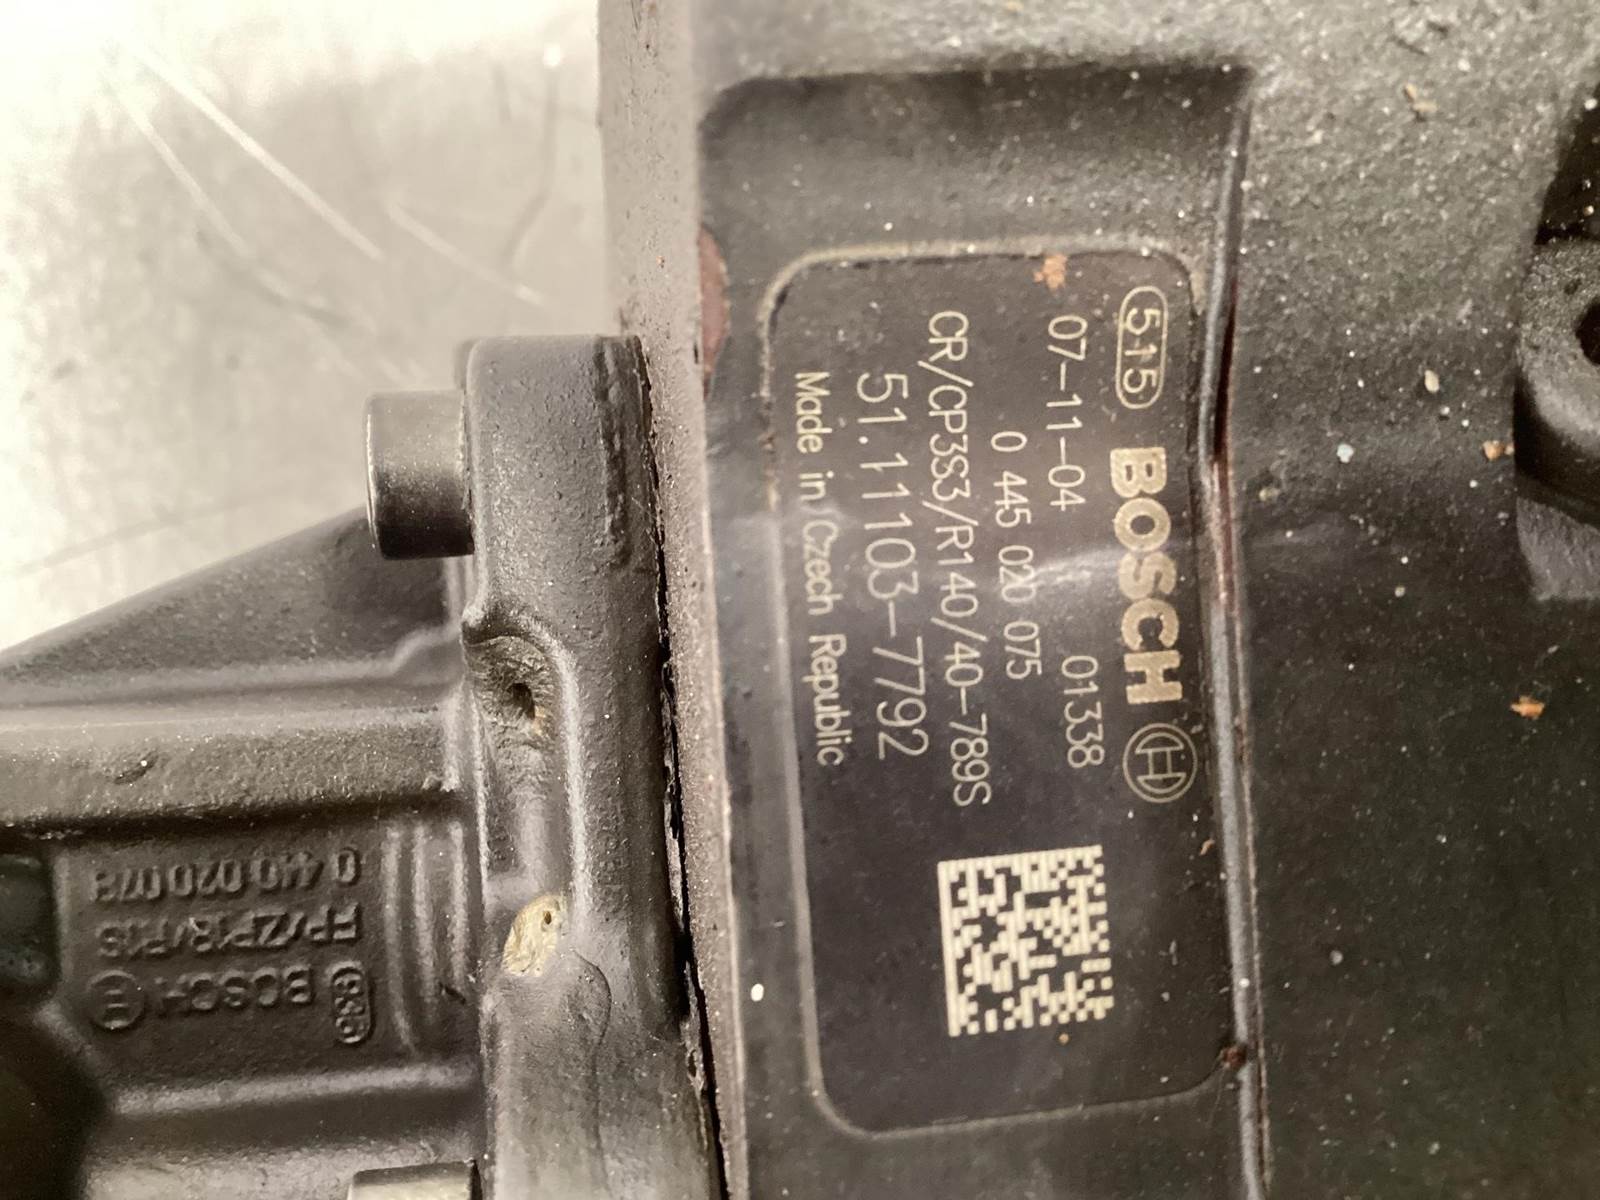 515 BOSCH
07-11-04 01338
0 445 020 075
CR/CP3S3/R140/40-789S
51.11103-7792
Made in Czech Republic
BOSCH
FP/ZP18/R1S
0 440 020 078